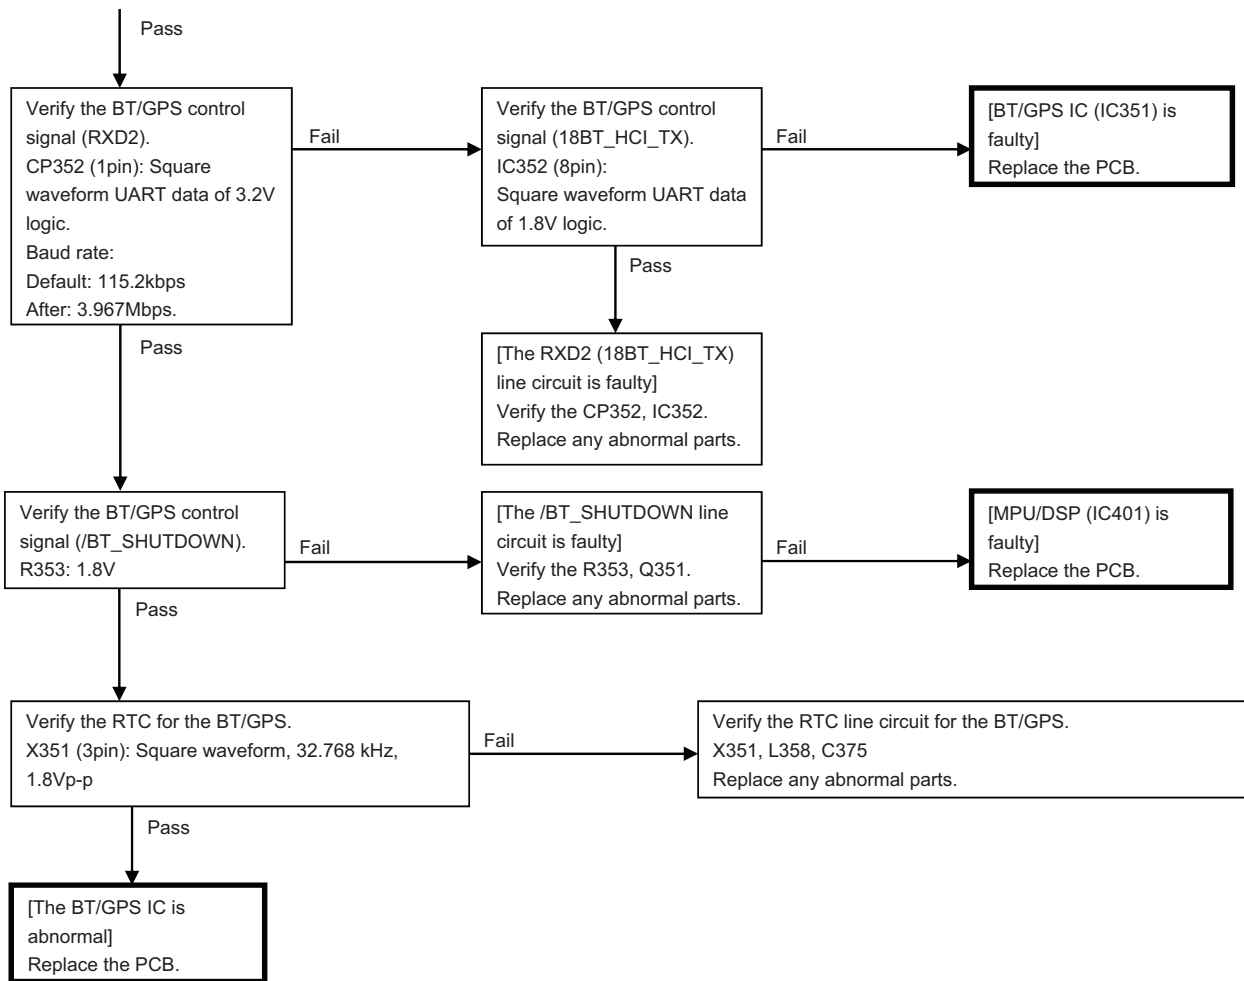 Pass
Verify the BT/GPS control
signal (RXD2).
CP352 (1pin): Square
waveform UART data of 3.2V
logic.
Baud rate:
Default: 115.2kbps
After: 3.967Mbps.
Fail
Verify the BT/GPS control
signal (18BT_HCI_TX).
IC352 (8pin):
Square waveform UART data
of 1.8V logic.
Fail
[BT/GPS IC (IC351) is
faulty]
Replace the PCB.
Pass
Pass
[The RXD2 (18BT_HCI_TX)
line circuit is faulty]
Verify the CP352, IC352.
Replace any abnormal parts.
Verify the BT/GPS control
signal (/BT_SHUTDOWN).
R353: 1.8V
Fail
[The /BT_SHUTDOWN line
circuit is faulty]
Verify the R353, Q351.
Replace any abnormal parts.
Fail
[MPU/DSP (IC401) is
faulty]
Replace the PCB.
Pass
Verify the RTC for the BT/GPS.
X351 (3pin): Square waveform, 32.768 kHz,
1.8Vp-p
Fail
Verify the RTC line circuit for the BT/GPS.
X351, L358, C375
Replace any abnormal parts.
Pass
[The BT/GPS IC is
abnormal]
Replace the PCB.